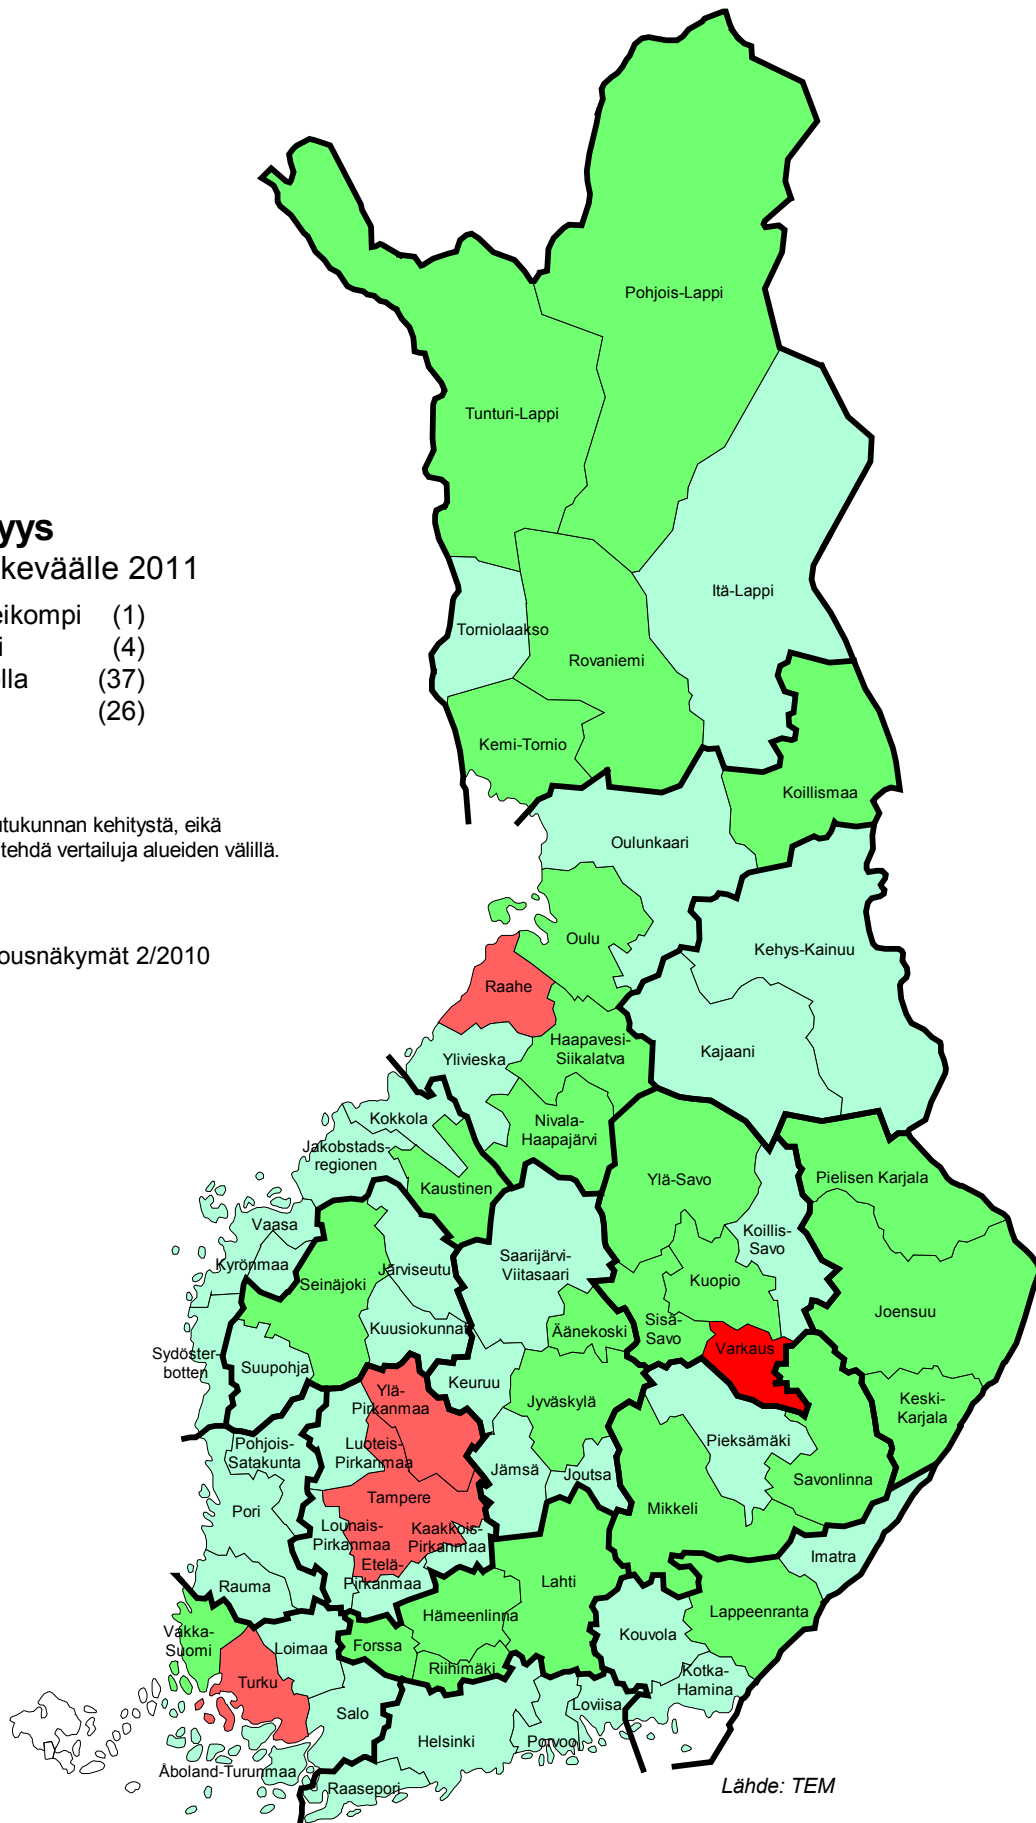 yys
keväälle 2011
eikompi (1)
i (4)
lla (37)
(26)
utukunnan kehitystä, eikä
tehdä vertailuja alueiden välillä.
ousnäkymät 2/2010
Pohjois-Lappi
Tunturi-Lappi
Itä-Lappi
Torniolaakso
Rovaniemi
Kemi-Tornio
Koillismaa
Oulunkaari
Oulu
Kehys-Kainuu
Raahe
Haapavesi-
Siikalatva
Ylivieska
Kajaani
Kokkola
Nivala-
Haapajärvi
Jakobstads-
regionen
Kaustinen
Ylä-Savo
Pielisen Karjala
Vaasa
Koillis-
Savo
Kyrönmaa
Järviseutu
Saarijärvi-
Viitasaari
Seinäjoki
Kuopio
Joensuu
Kuusiokunnat
Äänekoski
Sisä-
Savo
Varkaus
Sydöster-
botten
Suupohja
Keuruu
Ylä-
Pirkanmaa
Jyväskylä
Keski-
Karjala
Pohjois-
Satakunta
Luoteis-
Pirkanmaa
Pieksämäki
Jämsä
Joutsa
Savonlinna
Tampere
Mikkeli
Pori
Lounais-
Pirkanmaa
Kaakkois-
Pirkanmaa
Imatra
Etelä-
Pirkanmaa
Rauma
Lahti
Hämeenlinna
Lappeenranta
Vakka-
Suomi
Loimaa
Forssa
Kouvola
Riihimäki
Turku
Kotka-
Hamina
Loviisa
Salo
Helsinki
Porvoo
Åboland-Turunmaa
Raasepori
Lähde: TEM